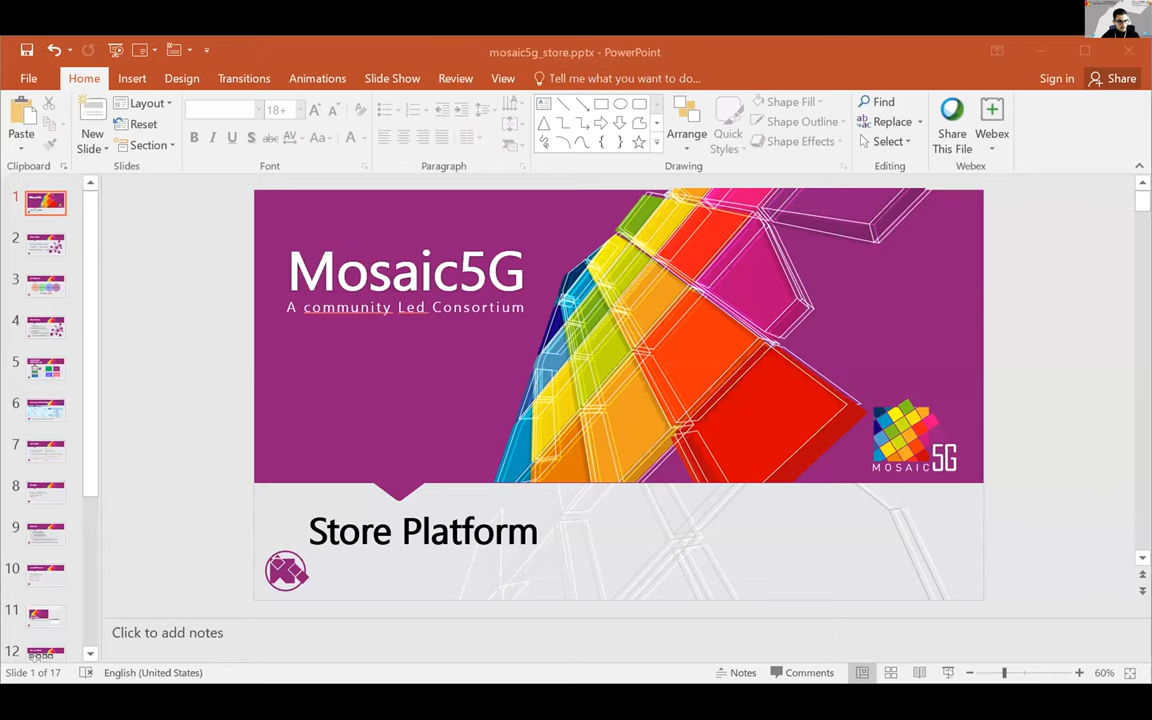 mosaic5g_store.pptx - PowerPoint
File Home Insert Design Transitions Animations Slide Show Review View Tell me what you want to do... Sign in Share
Paste
New Slide
Layout
Reset
Section
18+
B I U S abc AV Aa A
Arrange
Quick Styles
Shape Fill
Shape Outline
Shape Effects
Find
Replace
Select
Share This File
Webex
Clipboard Slides Font Paragraph Drawing Editing Webex
1
2
3
4
5
6
7
8
9
10
11
12
Mosaic5G
A community Led Consortium
MOSAIC 5G
Store Platform
Click to add notes
Slide 1 of 17 English (United States) Notes Comments 60%